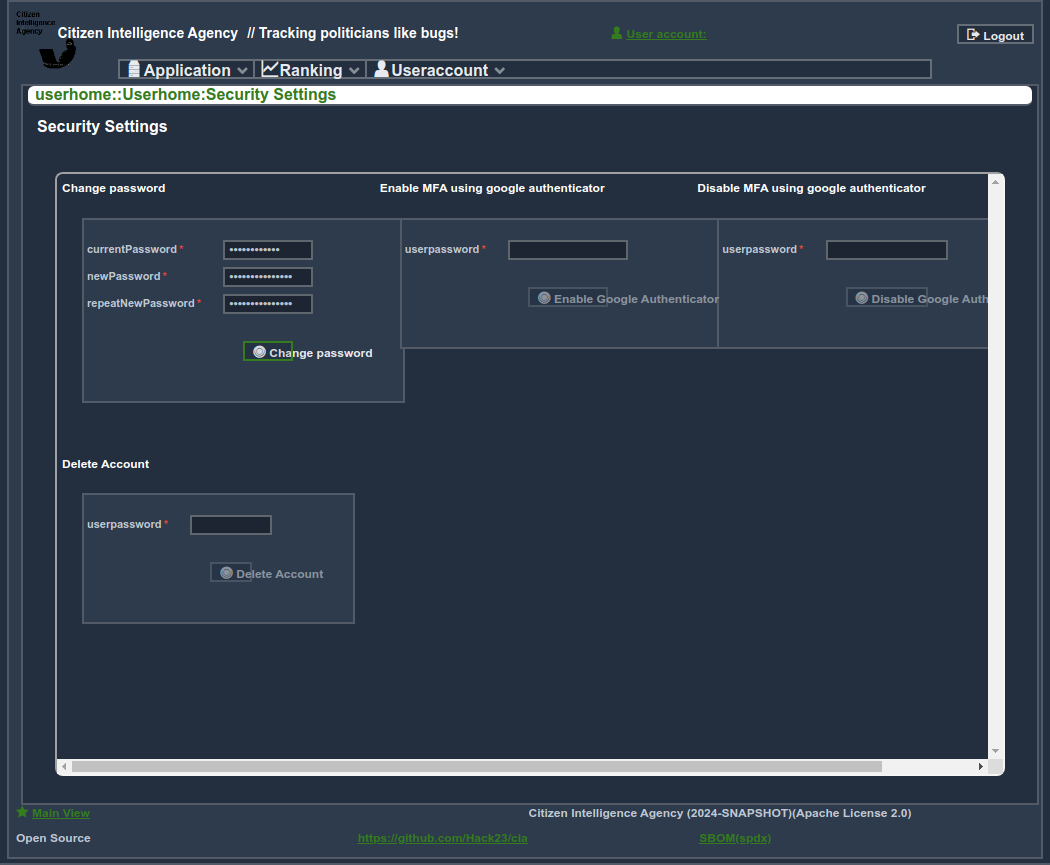 Citizen
Intelligence
Agency
Citizen Intelligence Agency // Tracking politicians like bugs!
User account:
Logout
Application
Ranking
Useraccount
userhome::Userhome:Security Settings
Security Settings
Change password
Enable MFA using google authenticator
Disable MFA using google authenticator
currentPassword *
••••••••••••
newPassword *
•••••••••••••••
repeatNewPassword *
•••••••••••••••
Change password
userpassword *
Enable Google Authenticator
userpassword *
Disable Google Auth
Delete Account
userpassword *
Delete Account
Main View
Citizen Intelligence Agency (2024-SNAPSHOT)(Apache License 2.0)
Open Source
https://github.com/Hack23/cia
SBOM(spdx)